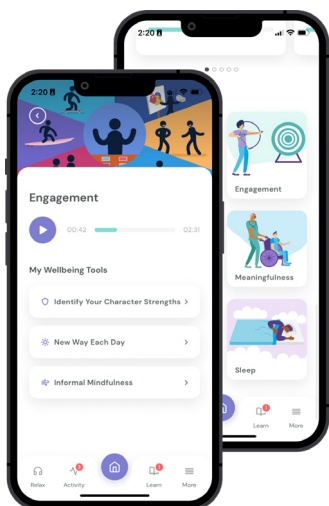 2:20
Engagement
00:42
02:31
My Wellbeing Tools
Identify Your Character Strengths
New Way Each Day
Informal Mindfulness
Relax
Activity
Learn
More
2:20
Engagement
Meaningfulness
Sleep
Learn
More